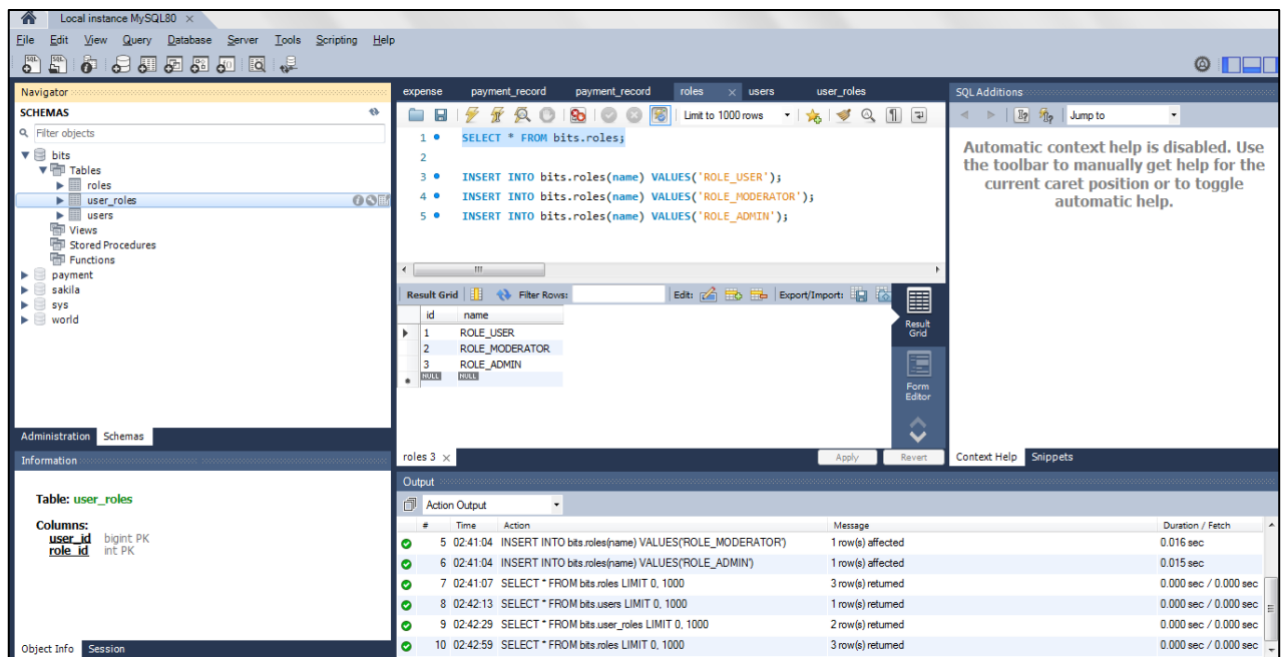 Local instance MySQL80 ×
File Edit View Query Database Server Tools Scripting Help
Navigator
SCHEMAS
Filter objects
bits
Tables
roles
user_roles
users
Views
Stored Procedures
Functions
payment
sakila
sys
world
Administration Schemas
Information
Table: user_roles
Columns:
user_id bigint PK
role_id int PK
Object Info Session
expense payment_record payment_record roles × users user_roles
Limit to 1000 rows
1 SELECT * FROM bits.roles;
2
3 INSERT INTO bits.roles(name) VALUES('ROLE_USER');
4 INSERT INTO bits.roles(name) VALUES('ROLE_MODERATOR');
5 INSERT INTO bits.roles(name) VALUES('ROLE_ADMIN');
Result Grid Filter Rows: Edit: Export/Import:
id name
1 ROLE_USER
2 ROLE_MODERATOR
3 ROLE_ADMIN
NULL NULL
Result
Grid
Form
Editor
roles 3 × Apply Revert
SQL Additions
Jump to
Automatic context help is disabled. Use
the toolbar to manually get help for the
current caret position or to toggle
automatic help.
Context Help Snippets
Output
Action Output
# Time Action Message Duration / Fetch
5 02:41:04 INSERT INTO bits.roles(name) VALUES('ROLE_MODERATOR') 1 row(s) affected 0.016 sec
6 02:41:04 INSERT INTO bits.roles(name) VALUES('ROLE_ADMIN') 1 row(s) affected 0.015 sec
7 02:41:07 SELECT * FROM bits.roles LIMIT 0, 1000 3 row(s) returned 0.000 sec / 0.000 sec
8 02:42:13 SELECT * FROM bits.users LIMIT 0, 1000 1 row(s) returned 0.000 sec / 0.000 sec
9 02:42:29 SELECT * FROM bits.user_roles LIMIT 0, 1000 2 row(s) returned 0.000 sec / 0.000 sec
10 02:42:59 SELECT * FROM bits.roles LIMIT 0, 1000 3 row(s) returned 0.000 sec / 0.000 sec